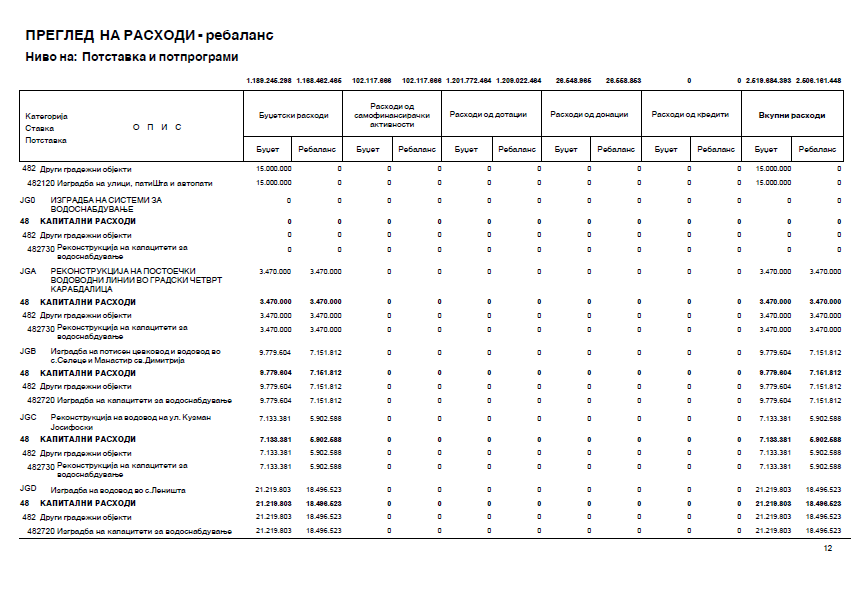 ПРЕГЛЕД НА РАСХОДИ - ребаланс
Ниво на: Потставка и потпрограми
1.189.245.298 1.168.462.465 102.117.666 102.117.666 1.201.772.464 1.209.022.464 26.548.965 26.558.853 0 0 2.519.684.393 2.506.161.448
Категорија
Ставка
Потставка
О П И С
Буџетски расходи
Расходи од самофинансирачки активности
Расходи од дотации
Расходи од донации
Расходи од кредити
Вкупни расходи
Буџет Ребаланс Буџет Ребаланс Буџет Ребаланс Буџет Ребаланс Буџет Ребаланс Буџет Ребаланс
482 Други градежни објекти 15.000.000 0 0 0 0 0 0 0 0 0 15.000.000 0
482120 Изградба на улици, патиШта и автопати 15.000.000 0 0 0 0 0 0 0 0 0 15.000.000 0
JG0 ИЗГРАДБА НА СИСТЕМИ ЗА 0 0 0 0 0 0 0 0 0 0 0 0
ВОДОСНАБДУВАЊЕ
48 КАПИТАЛНИ РАСХОДИ 0 0 0 0 0 0 0 0 0 0 0 0
482 Други градежни објекти 0 0 0 0 0 0 0 0 0 0 0 0
482730 Реконструкција на капацитети за 0 0 0 0 0 0 0 0 0 0 0 0
водоснабдување
JGA РЕКОНСТРУКЦИЈА НА ПОСТОЕЧКИ 3.470.000 3.470.000 0 0 0 0 0 0 0 0 3.470.000 3.470.000
ВОДОВОДНИ ЛИНИИ ВО ГРАДСКИ ЧЕТВРТ
КАРАБДАЛИЦА
48 КАПИТАЛНИ РАСХОДИ 3.470.000 3.470.000 0 0 0 0 0 0 0 0 3.470.000 3.470.000
482 Други градежни објекти 3.470.000 3.470.000 0 0 0 0 0 0 0 0 3.470.000 3.470.000
482730 Реконструкција на капацитети за 3.470.000 3.470.000 0 0 0 0 0 0 0 0 3.470.000 3.470.000
водоснабдување
JGB Изградба на потисен цевковод и водовод во 9.779.604 7.151.812 0 0 0 0 0 0 0 0 9.779.604 7.151.812
с.Селеце и Манастир св.Димитрија
48 КАПИТАЛНИ РАСХОДИ 9.779.604 7.151.812 0 0 0 0 0 0 0 0 9.779.604 7.151.812
482 Други градежни објекти 9.779.604 7.151.812 0 0 0 0 0 0 0 0 9.779.604 7.151.812
482720 Изградба на капацитети за водоснабдување 9.779.604 7.151.812 0 0 0 0 0 0 0 0 9.779.604 7.151.812
JGC Реконструкција на водовод на ул. Кузман 7.133.381 5.902.588 0 0 0 0 0 0 0 0 7.133.381 5.902.588
Јосифоски
48 КАПИТАЛНИ РАСХОДИ 7.133.381 5.902.588 0 0 0 0 0 0 0 0 7.133.381 5.902.588
482 Други градежни објекти 7.133.381 5.902.588 0 0 0 0 0 0 0 0 7.133.381 5.902.588
482730 Реконструкција на капацитети за 7.133.381 5.902.588 0 0 0 0 0 0 0 0 7.133.381 5.902.588
водоснабдување
JGD Изградба на водовод во с.Леништа 21.219.803 18.496.523 0 0 0 0 0 0 0 0 21.219.803 18.496.523
48 КАПИТАЛНИ РАСХОДИ 21.219.803 18.496.523 0 0 0 0 0 0 0 0 21.219.803 18.496.523
482 Други градежни објекти 21.219.803 18.496.523 0 0 0 0 0 0 0 0 21.219.803 18.496.523
482720 Изградба на капацитети за водоснабдување 21.219.803 18.496.523 0 0 0 0 0 0 0 0 21.219.803 18.496.523
12